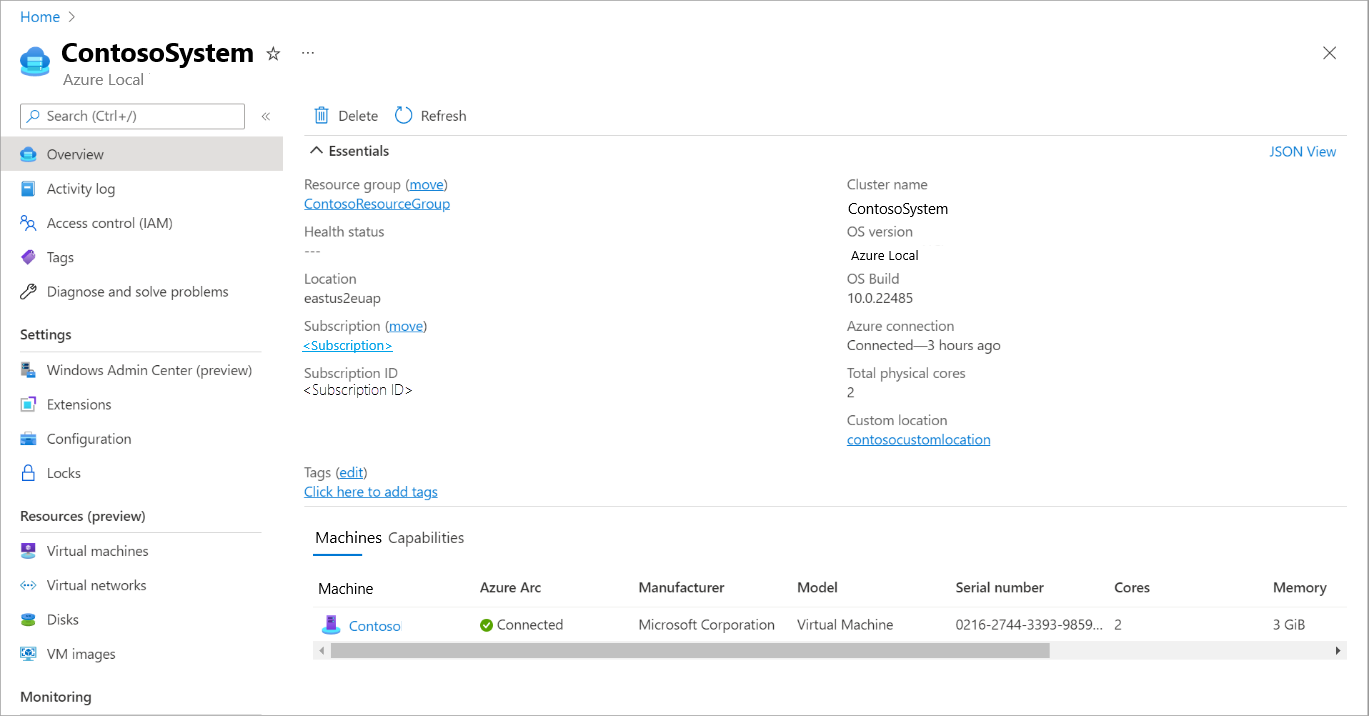 Home >
ContosoSystem ☆ ...
Azure Local
Search (Ctrl+/) «
Overview
Activity log
Access control (IAM)
Tags
Diagnose and solve problems
Settings
Windows Admin Center (preview)
Extensions
Configuration
Locks
Resources (preview)
Virtual machines
Virtual networks
Disks
VM images
Monitoring
Delete Refresh
Essentials JSON View
Resource group (move)
ContosoResourceGroup
Health status
---
Location
eastus2euap
Subscription (move)
<Subscription>
Subscription ID
<Subscription ID>
Cluster name
ContosoSystem
OS version
Azure Local
OS Build
10.0.22485
Azure connection
Connected—3 hours ago
Total physical cores
2
Custom location
contosocustomlocation
Tags (edit)
Click here to add tags
Machines Capabilities
Machine Azure Arc Manufacturer Model Serial number Cores Memory
Contoso Connected Microsoft Corporation Virtual Machine 0216-2744-3393-9859... 2 3 GiB